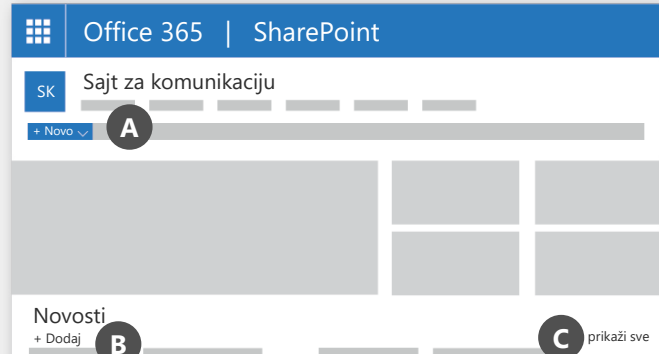 Office 365 | SharePoint
SK
Sajt za komunikaciju
+ Novo
A
Novosti
+ Dodaj
B
C
prikaži sve